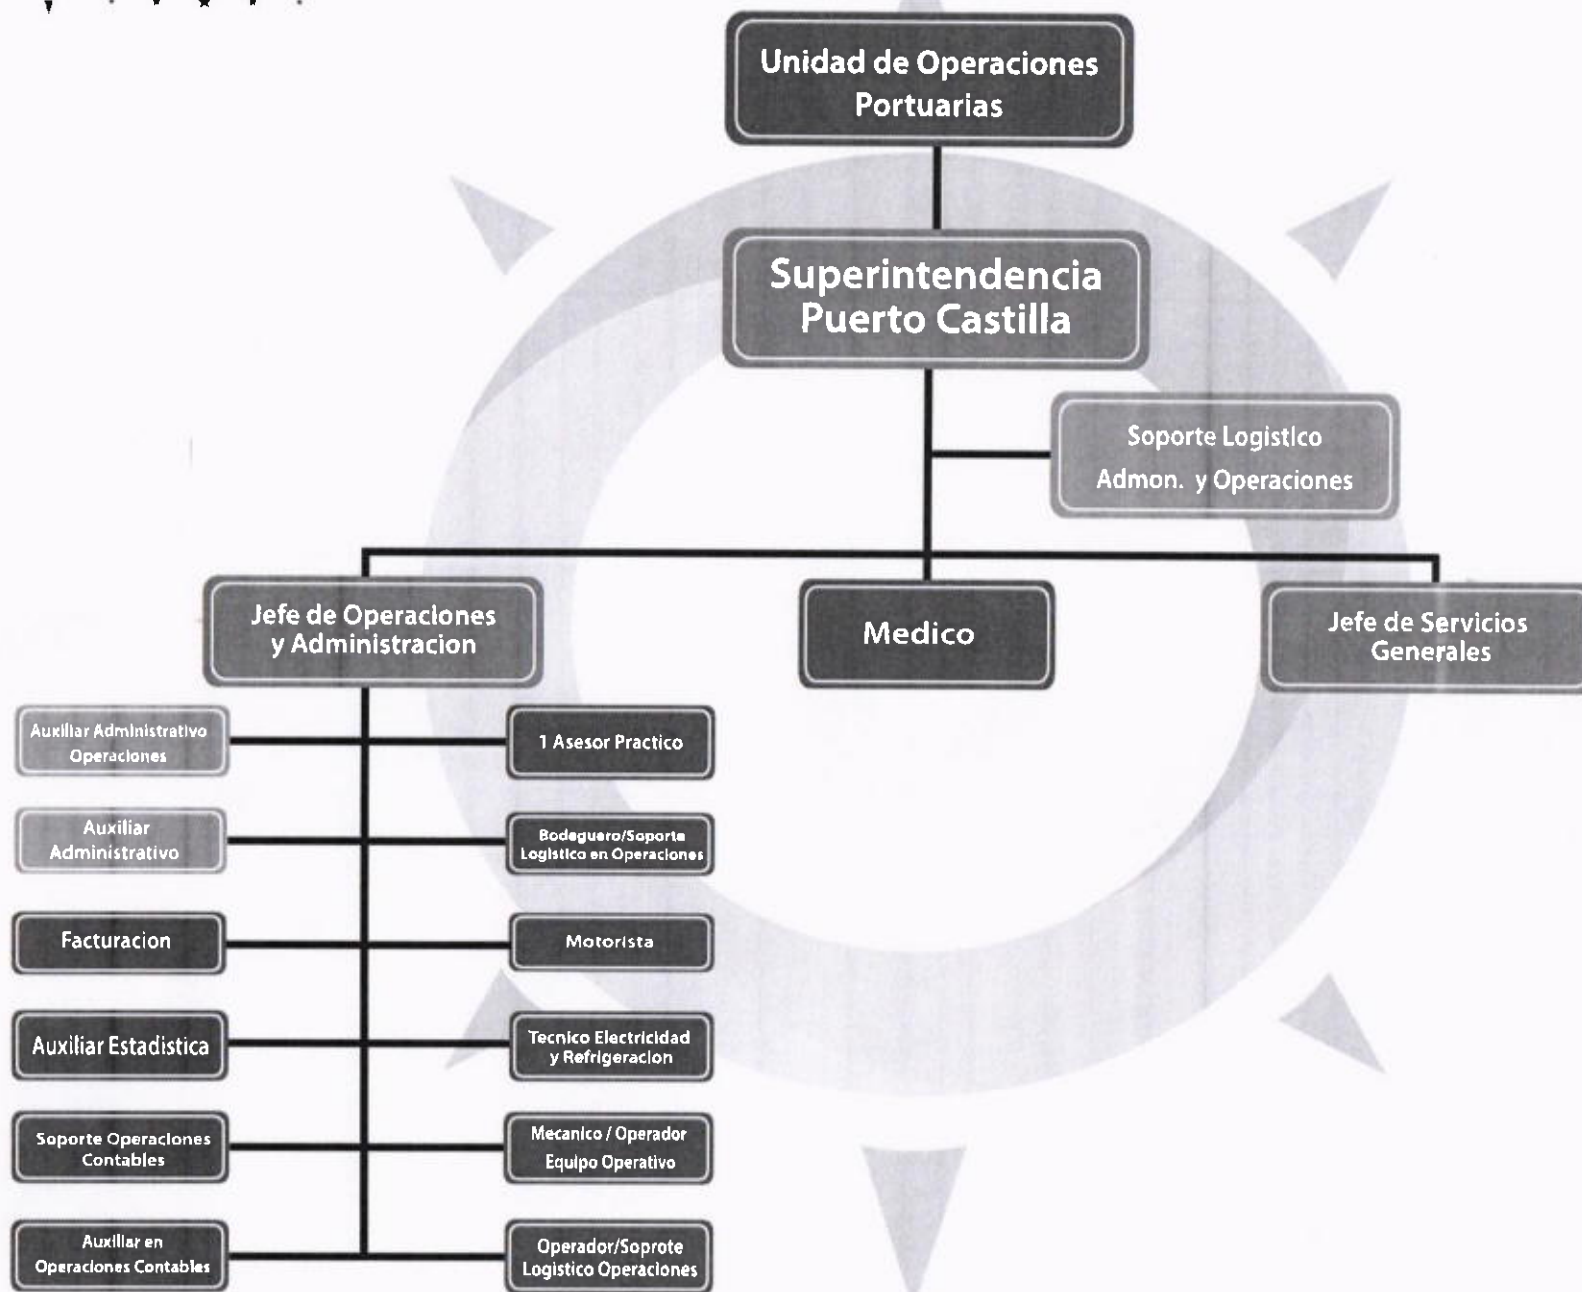 Unidad de Operaciones
Portuarias
Superintendencia
Puerto Castilla
Soporte Logistico
Admon. y Operaciones
Jefe de Operaciones
y Administracion
Medico
Jefe de Servicios
Generales
Auxiliar Administrativo
Operaciones
1 Asesor Practico
Auxiliar
Administrativo
Bodeguero/Soporte
Logistico en Operaciones
Facturacion
Motorista
Auxiliar Estadistica
Tecnico Electricidad
y Refrigeracion
Soporte Operaciones
Contables
Mecanico / Operador
Equipo Operativo
Auxiliar en
Operaciones Contables
Operador/Soprote
Logistico Operaciones